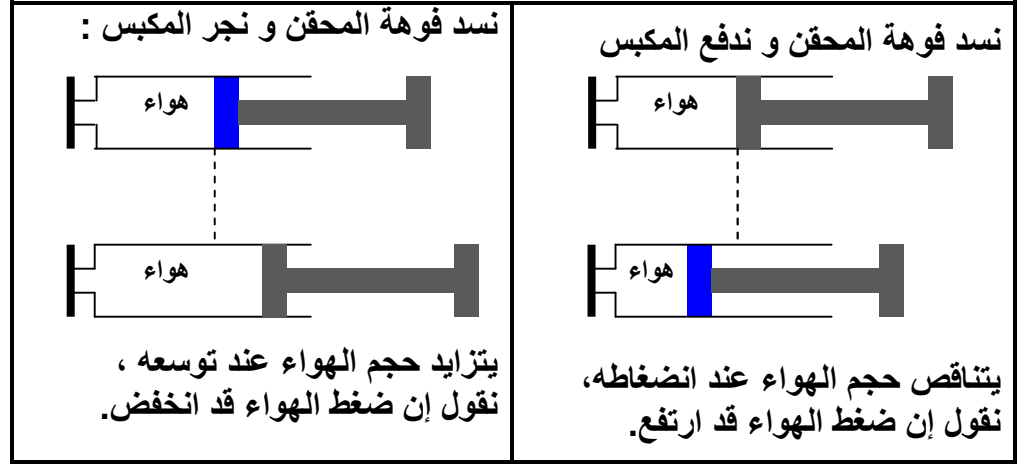 نسد فوهة المحقن و ندفع المكبس
هواء
هواء
يتناقص حجم الهواء عند انضغاطه،
نقول إن ضغط الهواء قد ارتفع.
نسد فوهة المحقن و نجر المكبس :
هواء
هواء
يتزايد حجم الهواء عند توسعه ،
نقول إن ضغط الهواء قد انخفض.